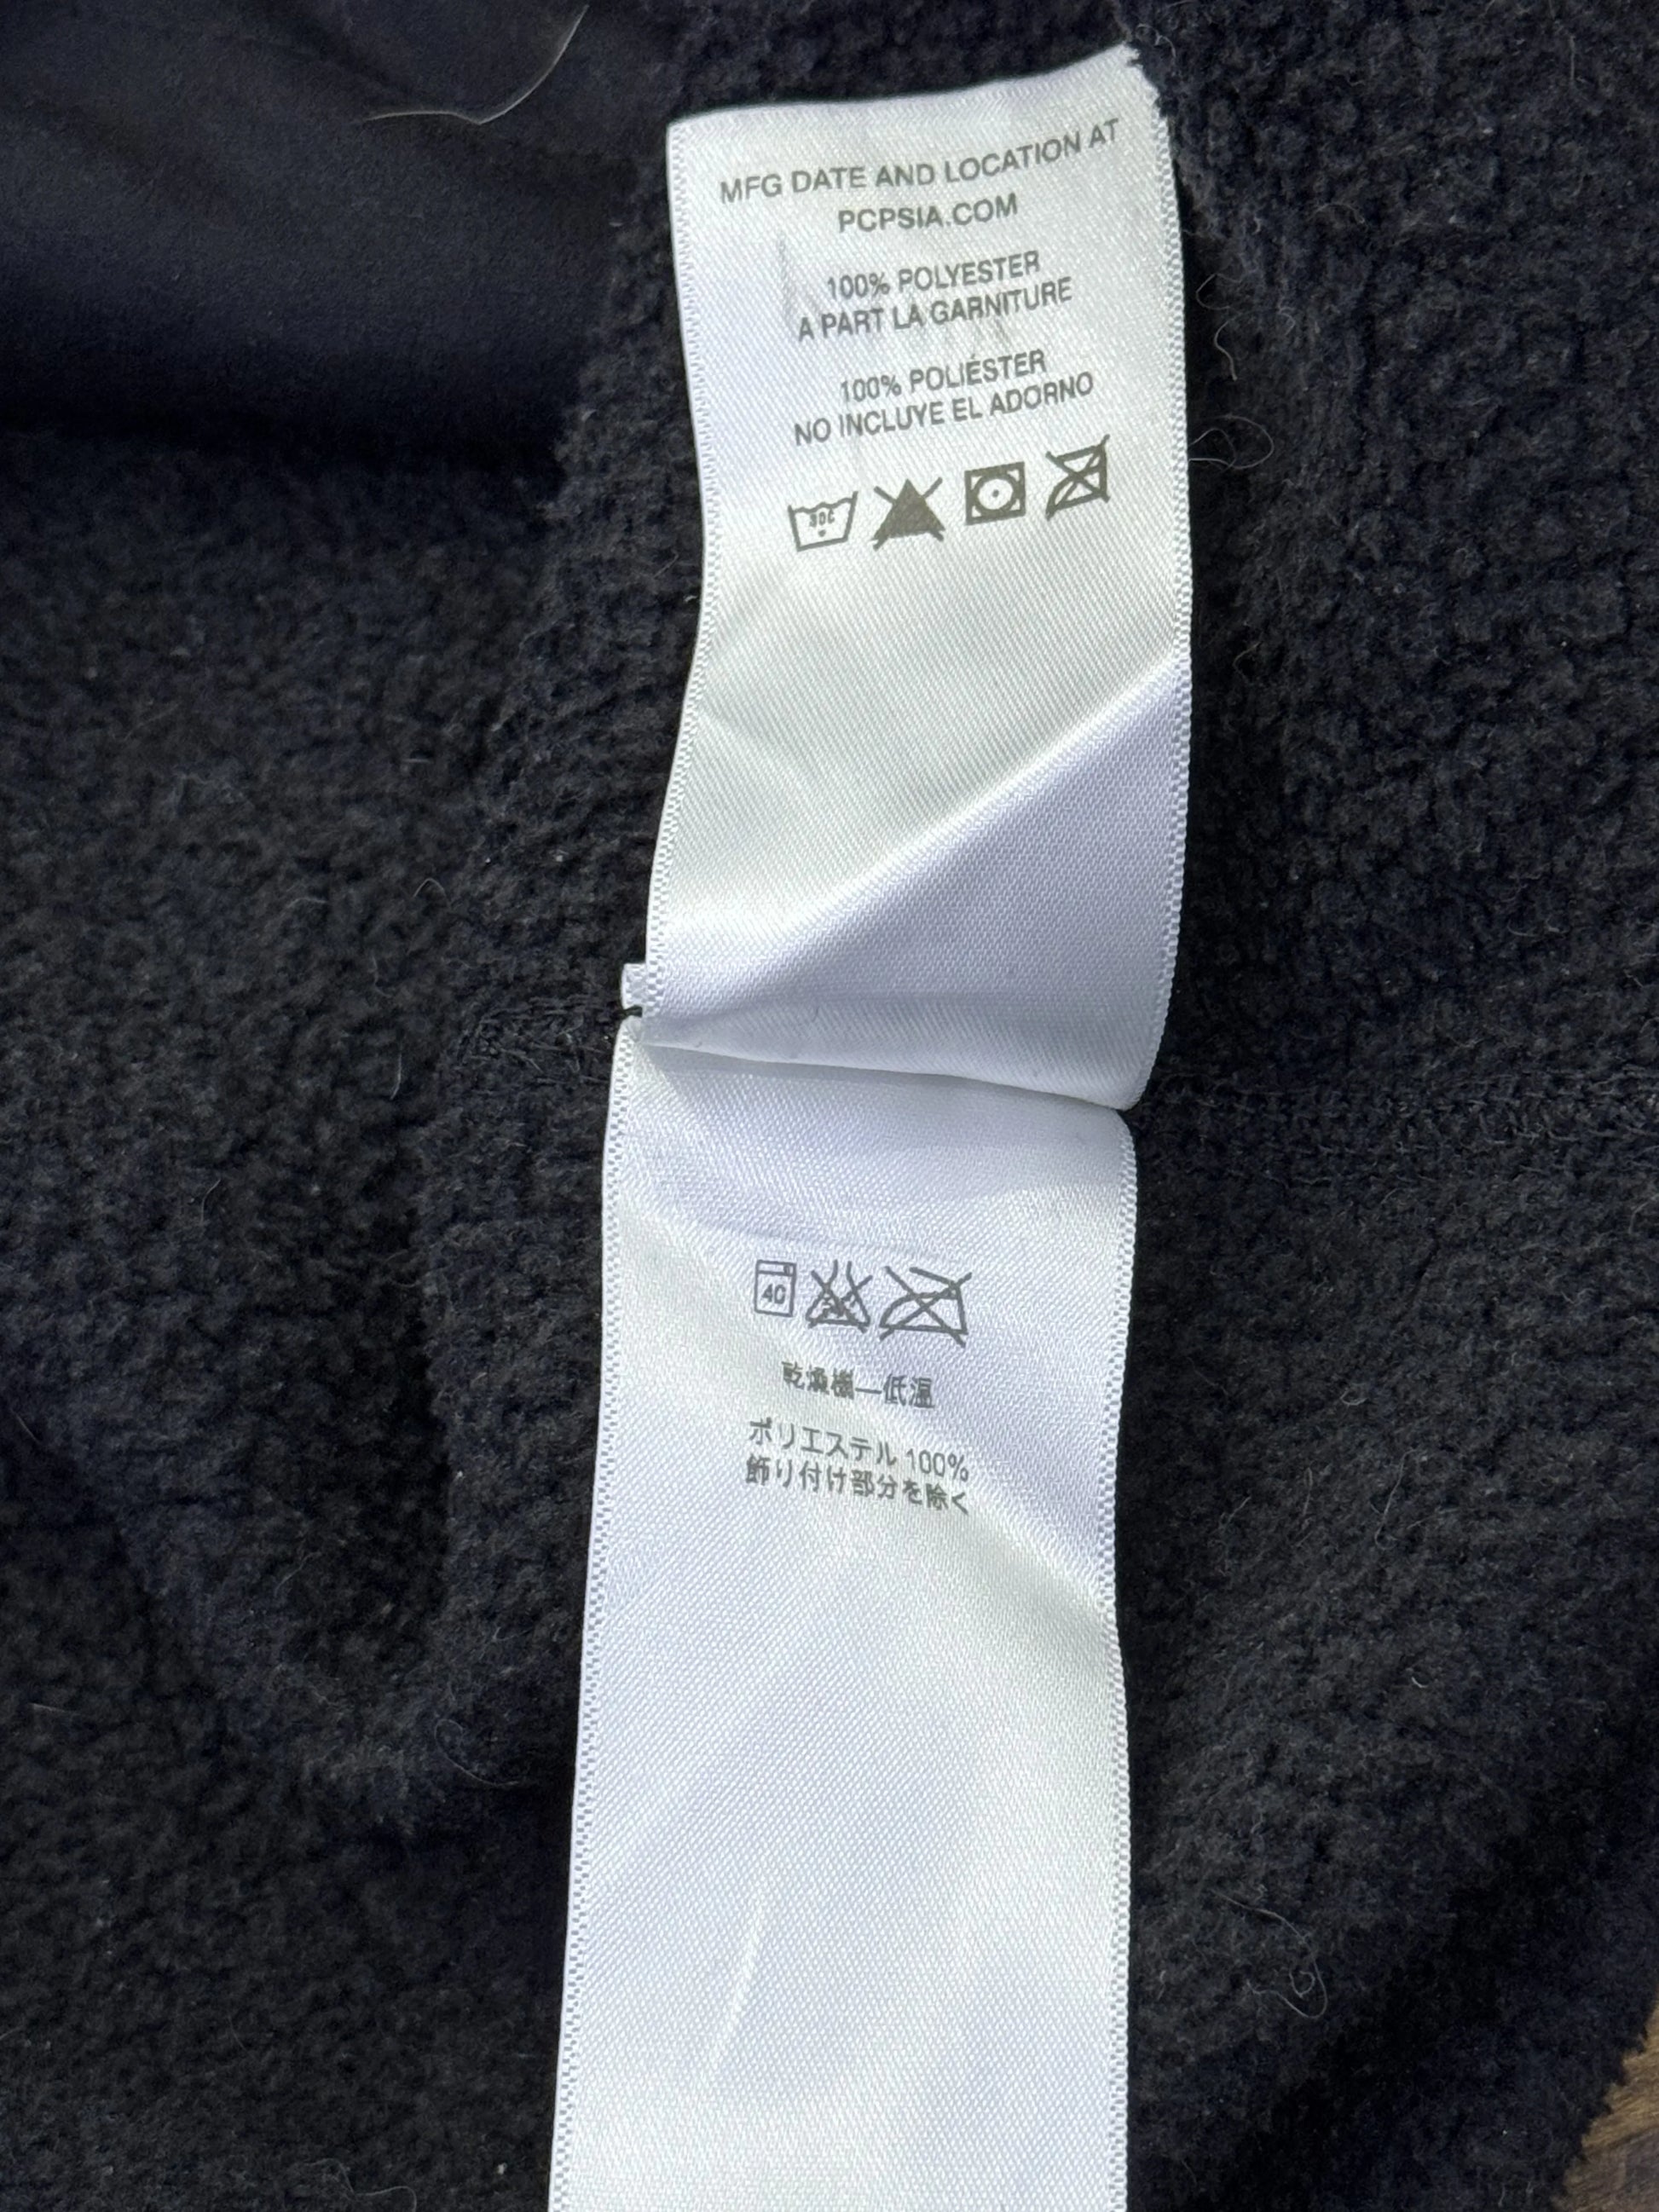 MFG DATE AND LOCATION AT
PCPSIA.COM
100% POLYESTER
A PART LA GARNITURE
100% POLIÉSTER
NO INCLUYE EL ADORNO
30C
40
乾燥機—低温
ポリエステル 100%
飾り付け部分を除く